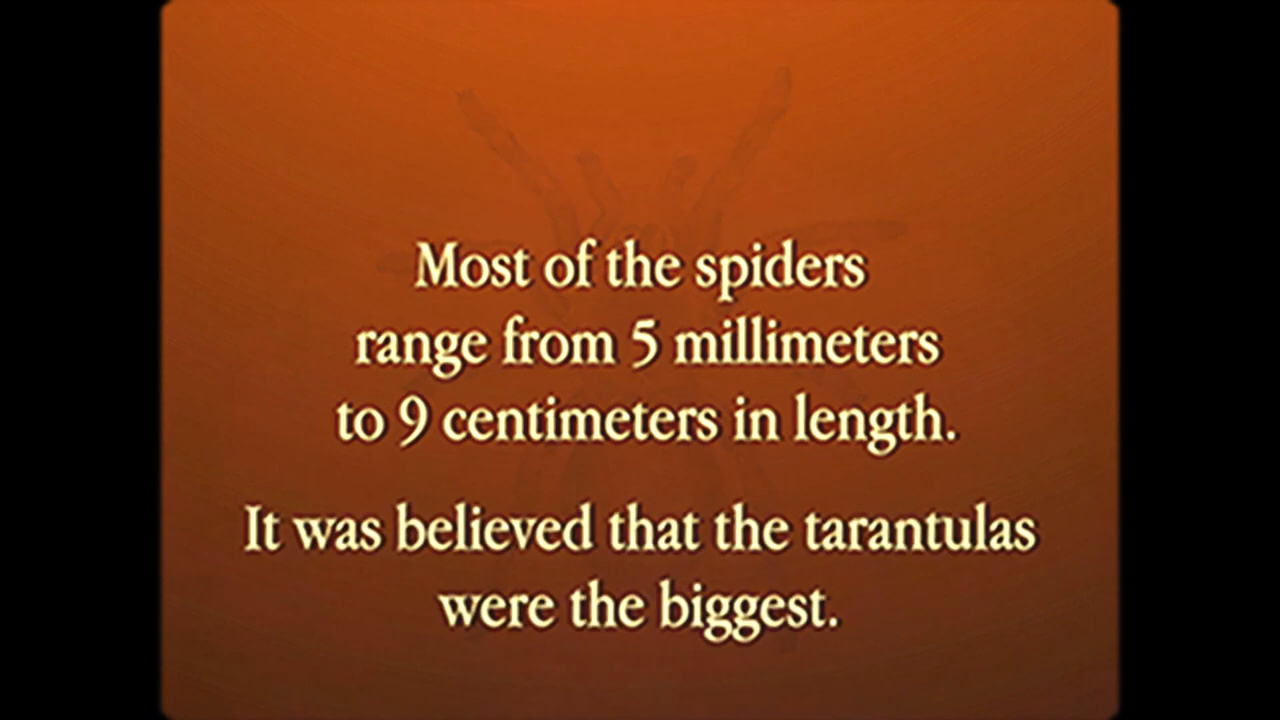 Most of the spiders
range from 5 millimeters
to 9 centimeters in length.
It was believed that the tarantulas
were the biggest.